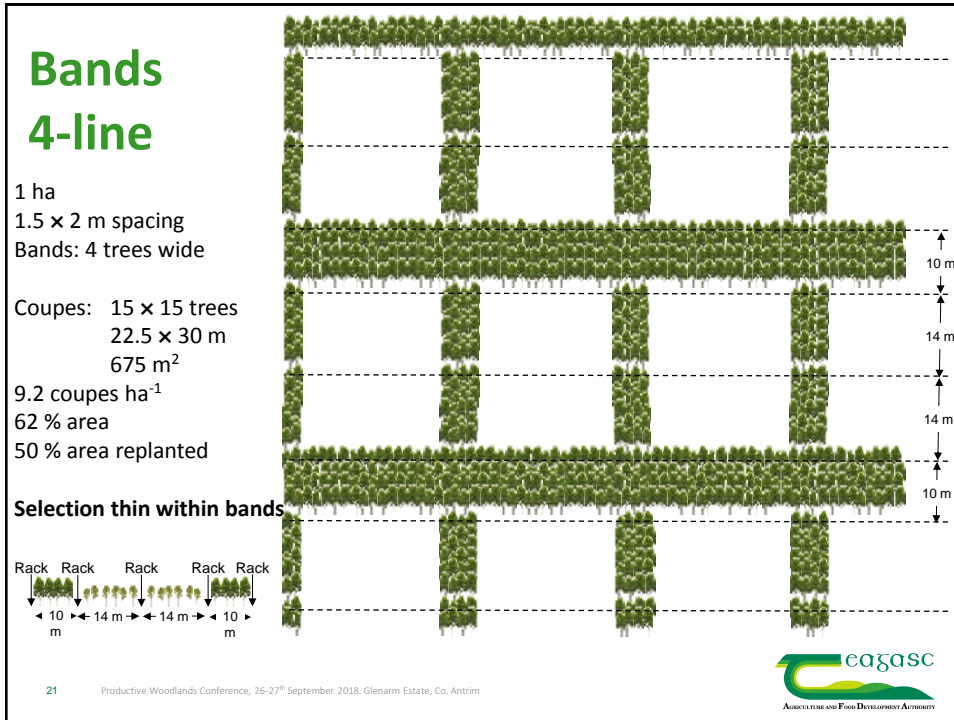 Bands
4-line
1 ha
1.5 × 2 m spacing
Bands: 4 trees wide
Coupes: 15 × 15 trees
22.5 × 30 m
675 m²
9.2 coupes ha⁻¹
62 % area
50 % area replanted
Selection thin within bands
Rack Rack Rack Rack Rack
10 m 14 m 14 m 10 m
10 m
14 m
14 m
10 m
21 Productive Woodlands Conference, 26-27th September 2018. Glenarm Estate, Co. Antrim
teagasc
AGRICULTURE AND FOOD DEVELOPMENT AUTHORITY